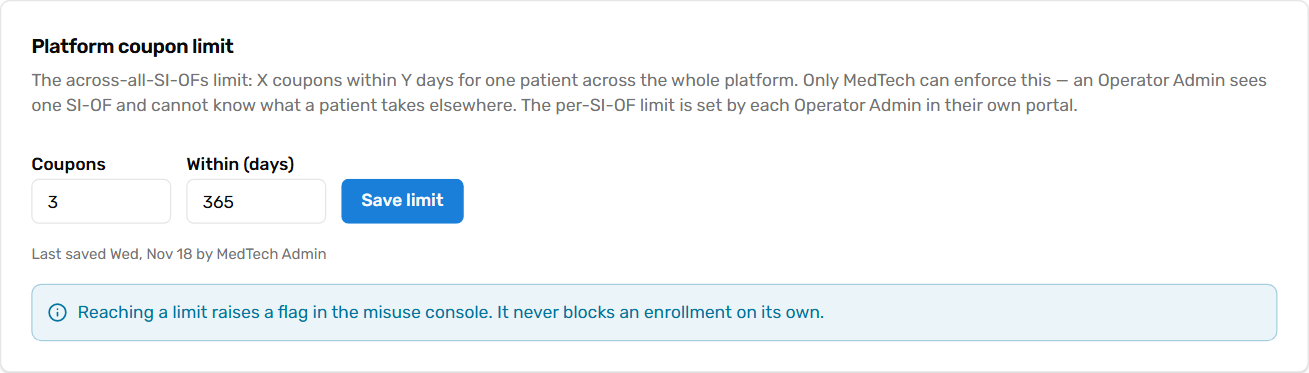 Platform coupon limit
The across-all-SI-OFs limit: X coupons within Y days for one patient across the whole platform. Only MedTech can enforce this — an Operator Admin sees
one SI-OF and cannot know what a patient takes elsewhere. The per-SI-OF limit is set by each Operator Admin in their own portal.
Coupons Within (days)
3 365 Save limit
Last saved Wed, Nov 18 by MedTech Admin
Reaching a limit raises a flag in the misuse console. It never blocks an enrollment on its own.